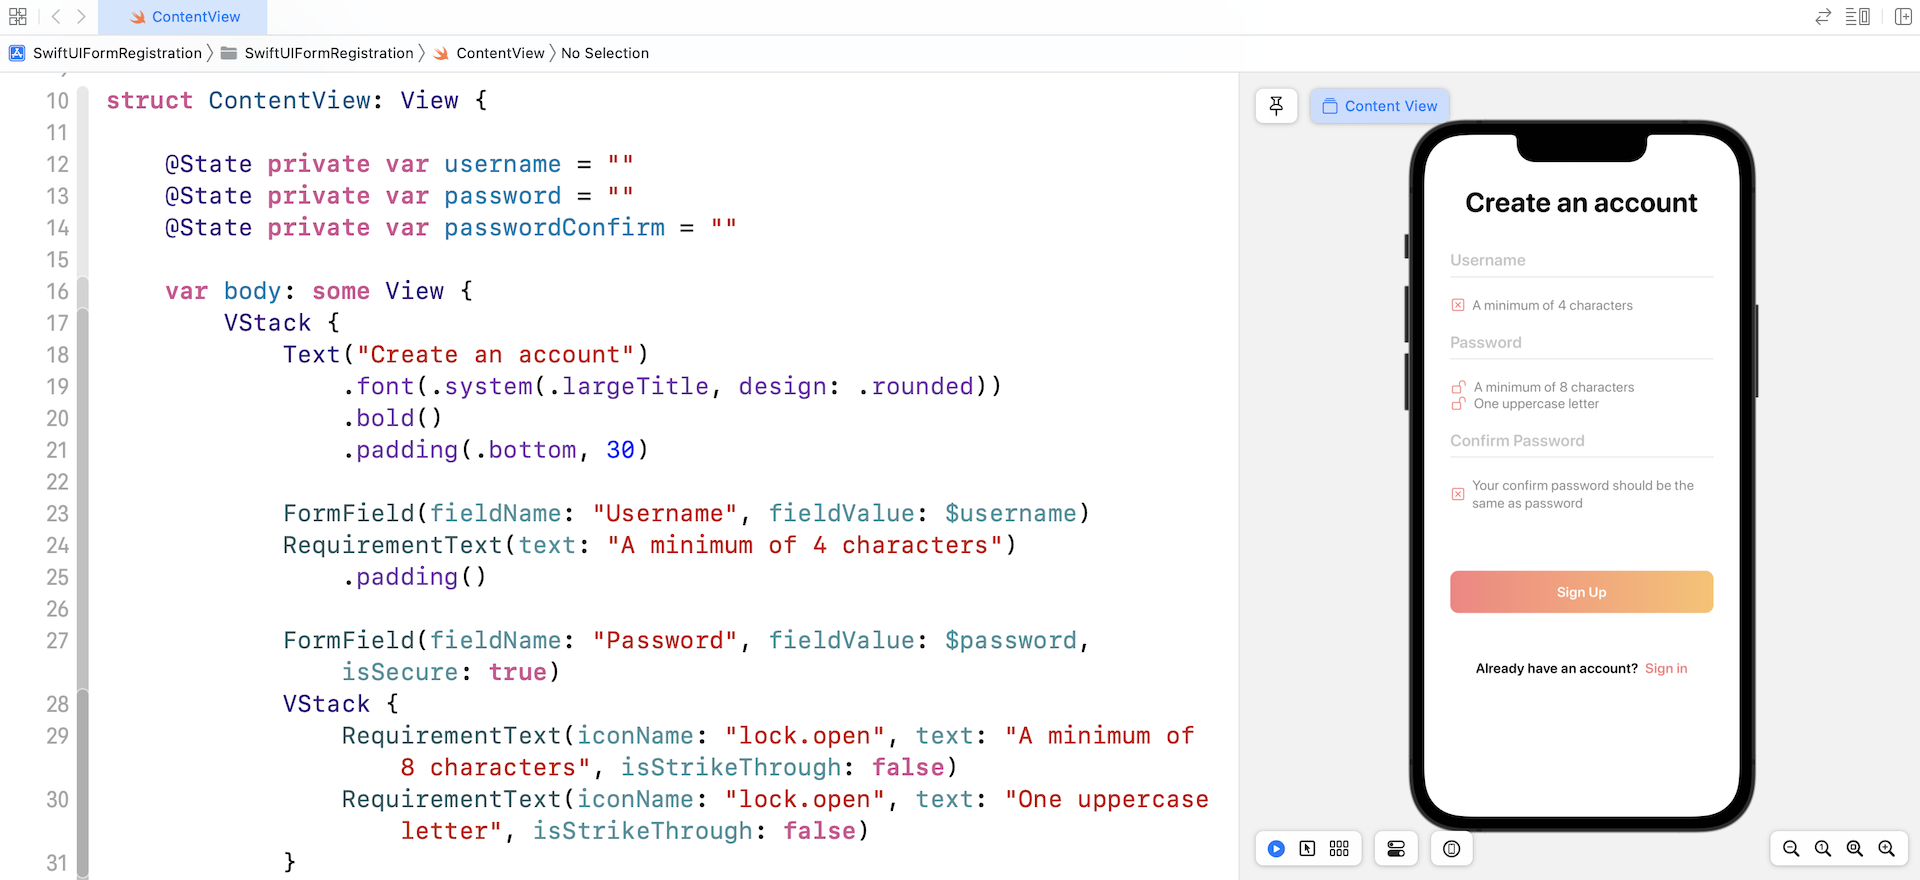 ContentView
SwiftUIFormRegistration SwiftUIFormRegistration ContentView No Selection
10 struct ContentView: View {
11
12 @State private var username = ""
13 @State private var password = ""
14 @State private var passwordConfirm = ""
15
16 var body: some View {
17 VStack {
18 Text("Create an account")
19 .font(.system(.largeTitle, design: .rounded))
20 .bold()
21 .padding(.bottom, 30)
22
23 FormField(fieldName: "Username", fieldValue: $username)
24 RequirementText(text: "A minimum of 4 characters")
25 .padding()
26
27 FormField(fieldName: "Password", fieldValue: $password,
isSecure: true)
28 VStack {
29 RequirementText(iconName: "lock.open", text: "A minimum of
8 characters", isStrikeThrough: false)
30 RequirementText(iconName: "lock.open", text: "One uppercase
letter", isStrikeThrough: false)
31 }
Content View
Create an account
Username
A minimum of 4 characters
Password
A minimum of 8 characters
One uppercase letter
Confirm Password
Your confirm password should be the
same as password
Sign Up
Already have an account? Sign in